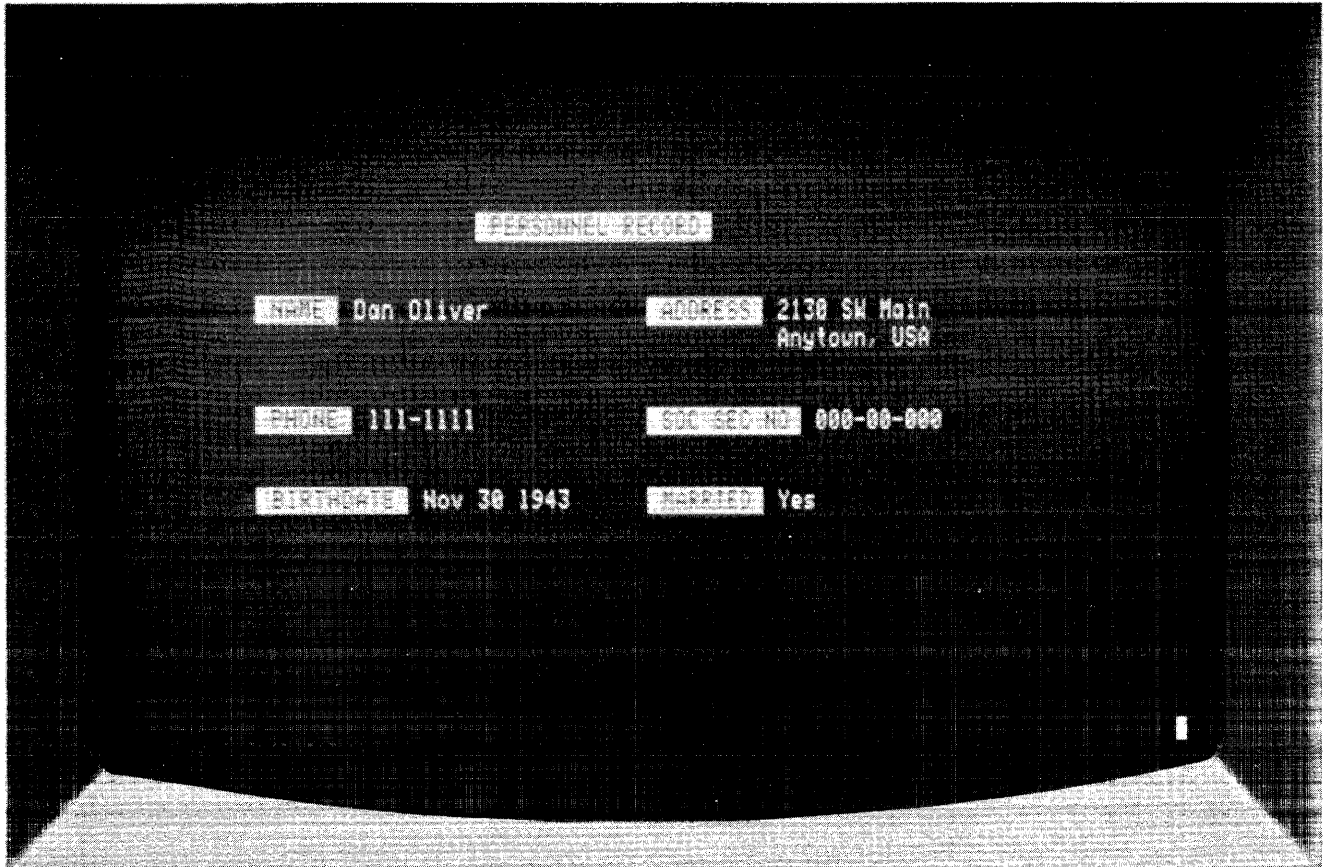 PERSONNEL RECORD
NAME Dan Oliver ADDRESS 2130 SW Main
Anytown, USA
PHONE 111-1111 SOC SEC NO 000-00-000
BIRTHDATE Nov 30 1943 MARRIED Yes